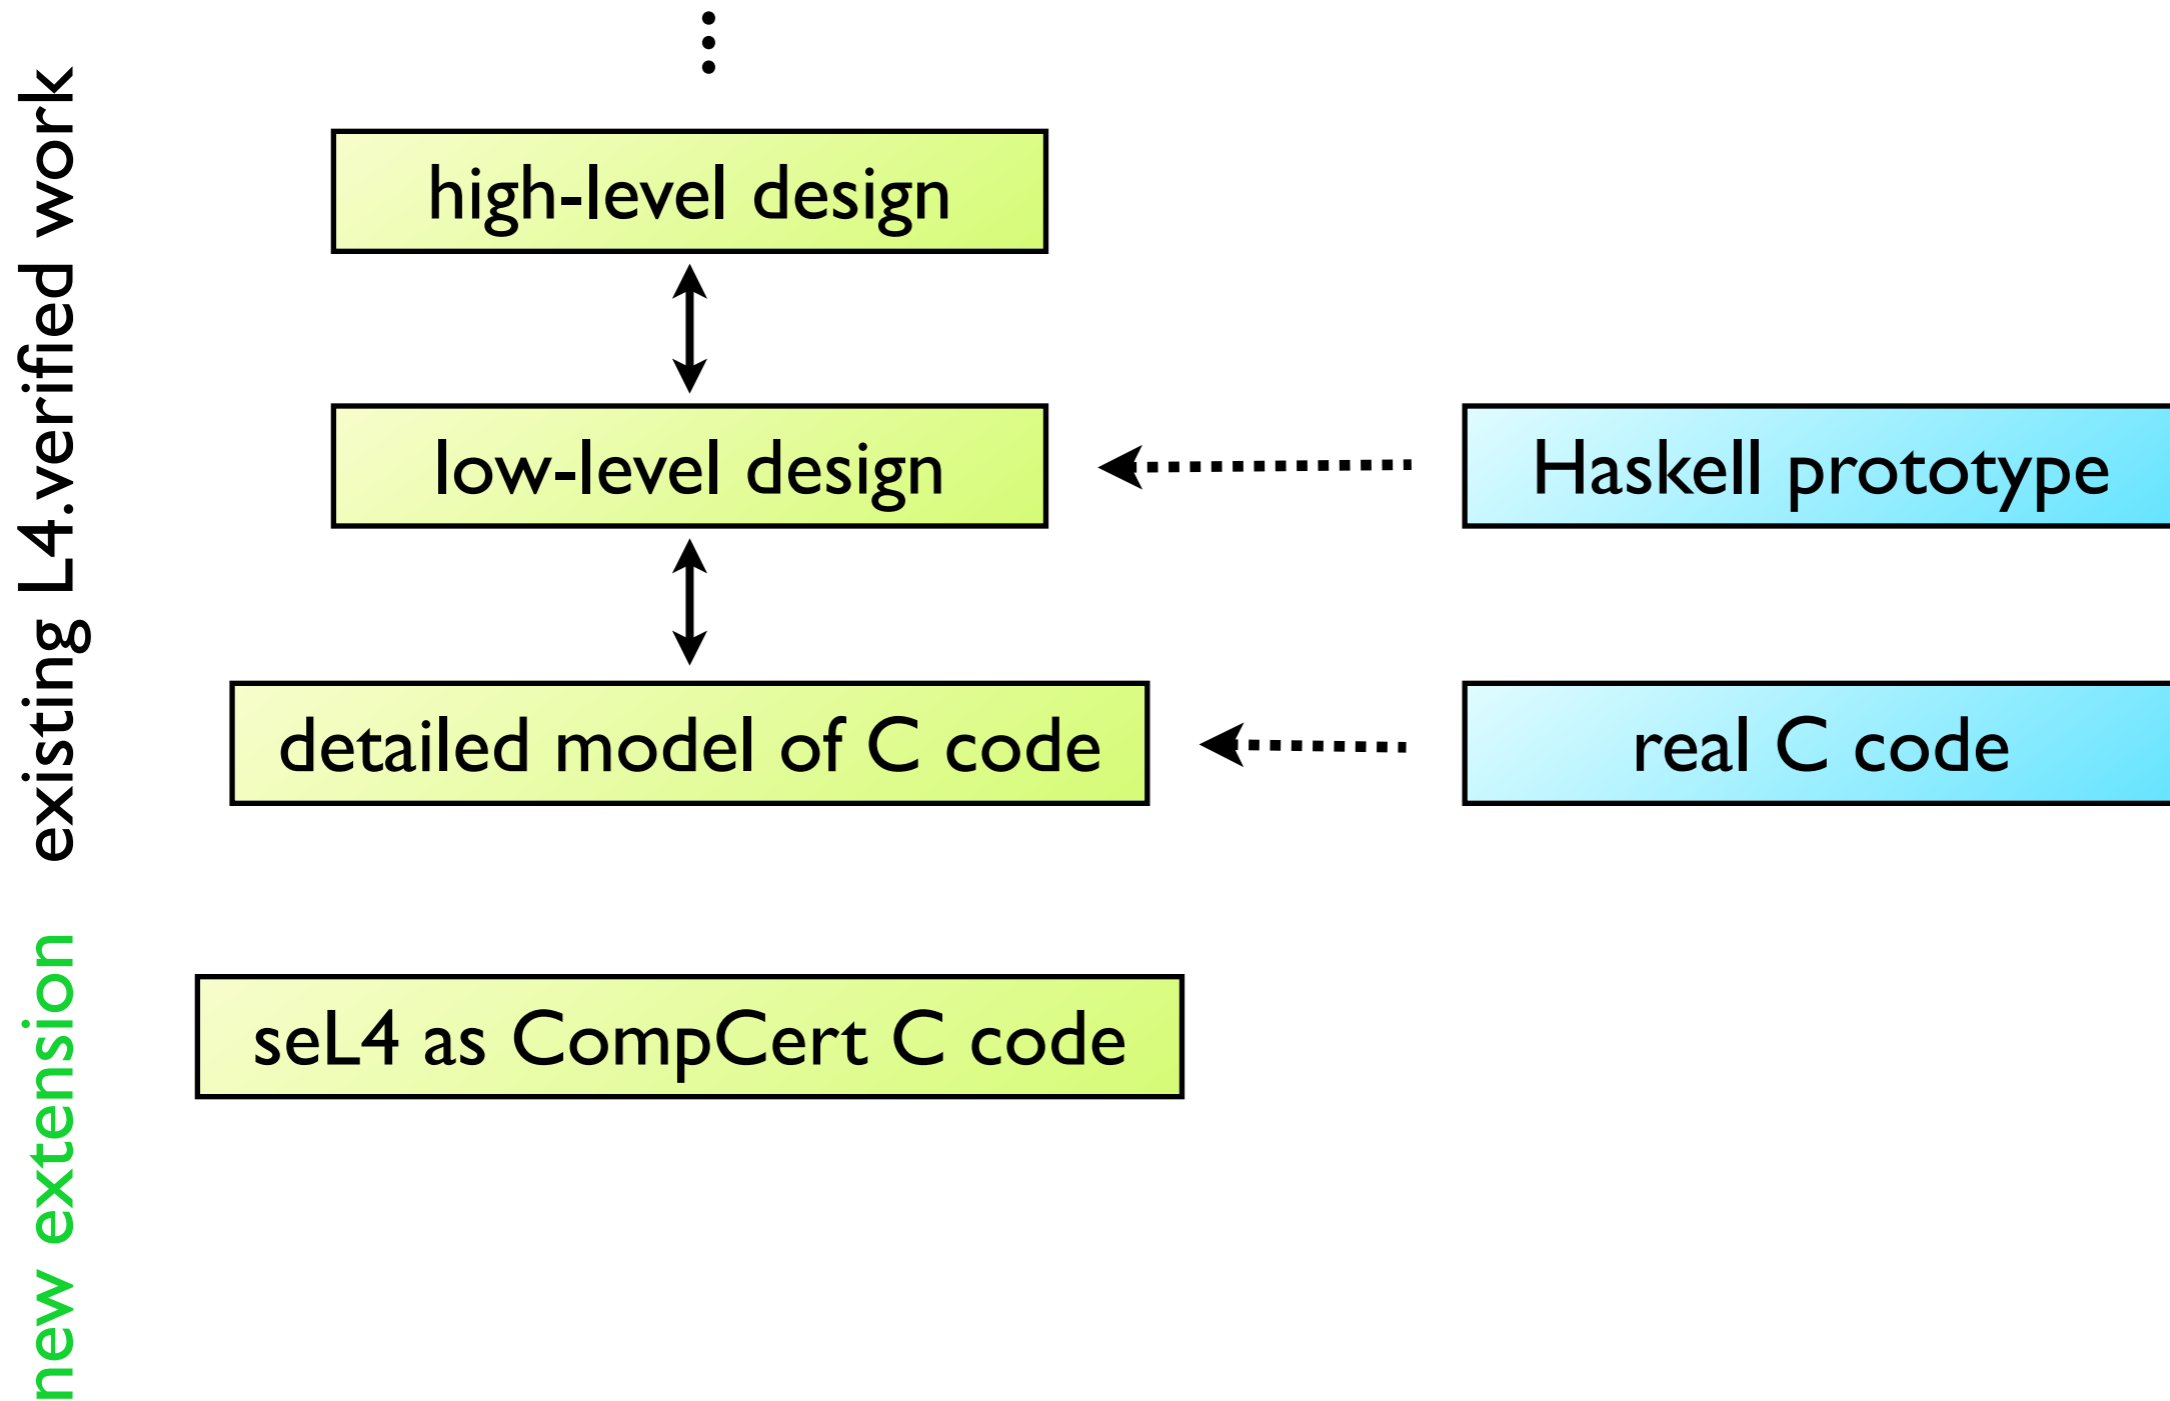 existing L4.verified work
high-level design
low-level design
Haskell prototype
detailed model of C code
real C code
new extension
seL4 as CompCert C code